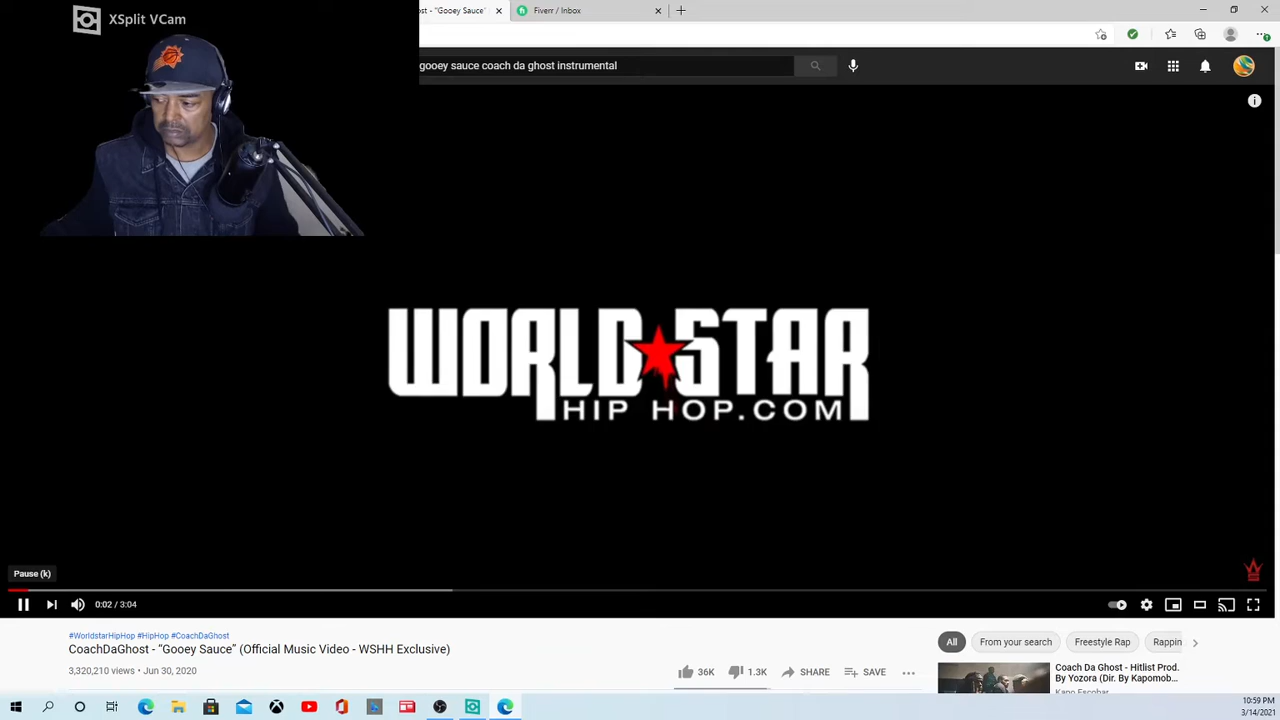 XSplit VCam
st - "Gooey Sauce"
Fiverr / Inbox
gooey sauce coach da ghost instrumental
WORLD STAR
HIP HOP.COM
Pause (k)
0:02 / 3:04
#WorldstarHipHop #HipHop #CoachDaGhost
CoachDaGhost - “Gooey Sauce” (Official Music Video - WSHH Exclusive)
3,320,210 views • Jun 30, 2020
36K
1.3K
SHARE
SAVE
All
From your search
Freestyle Rap
Rappin
Coach Da Ghost - Hitlist Prod.
By Yozora (Dir. By Kapomob...
Kapo Escobar
10:59 PM
3/14/2021